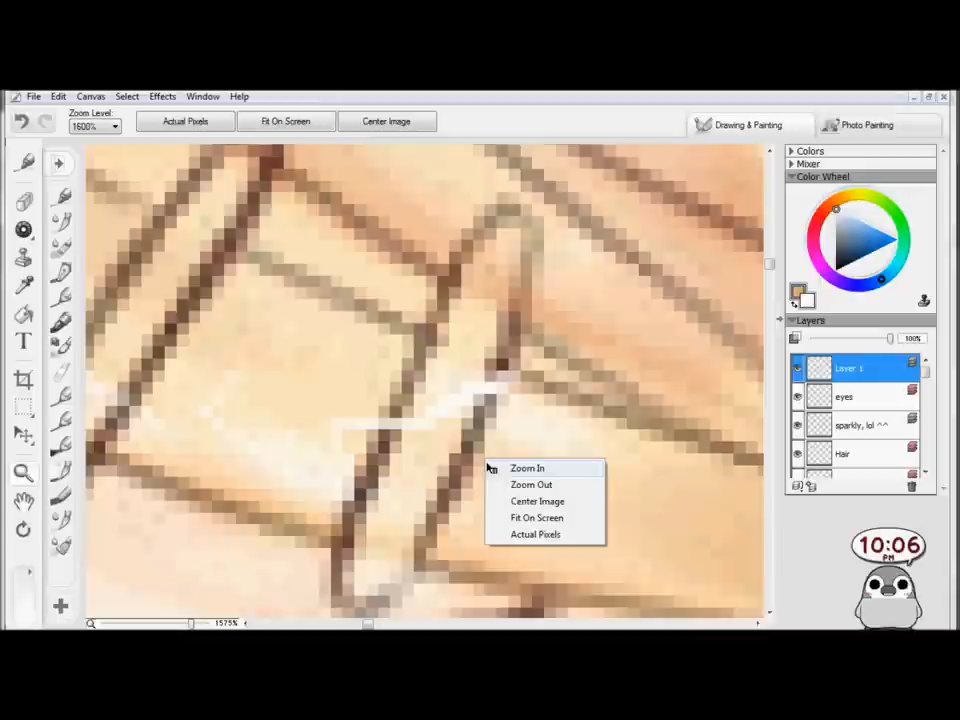 File Edit Canvas Select Effects Window Help
Zoom Level:
1600%
Actual Pixels Fit On Screen Center Image
Drawing & Painting Photo Painting
Colors
Mixer
Color Wheel
Layers
100%
Layer 1
eyes
sparkly, lol ^^
Hair
Zoom In
Zoom Out
Center Image
Fit On Screen
Actual Pixels
10:06
PM
1575%